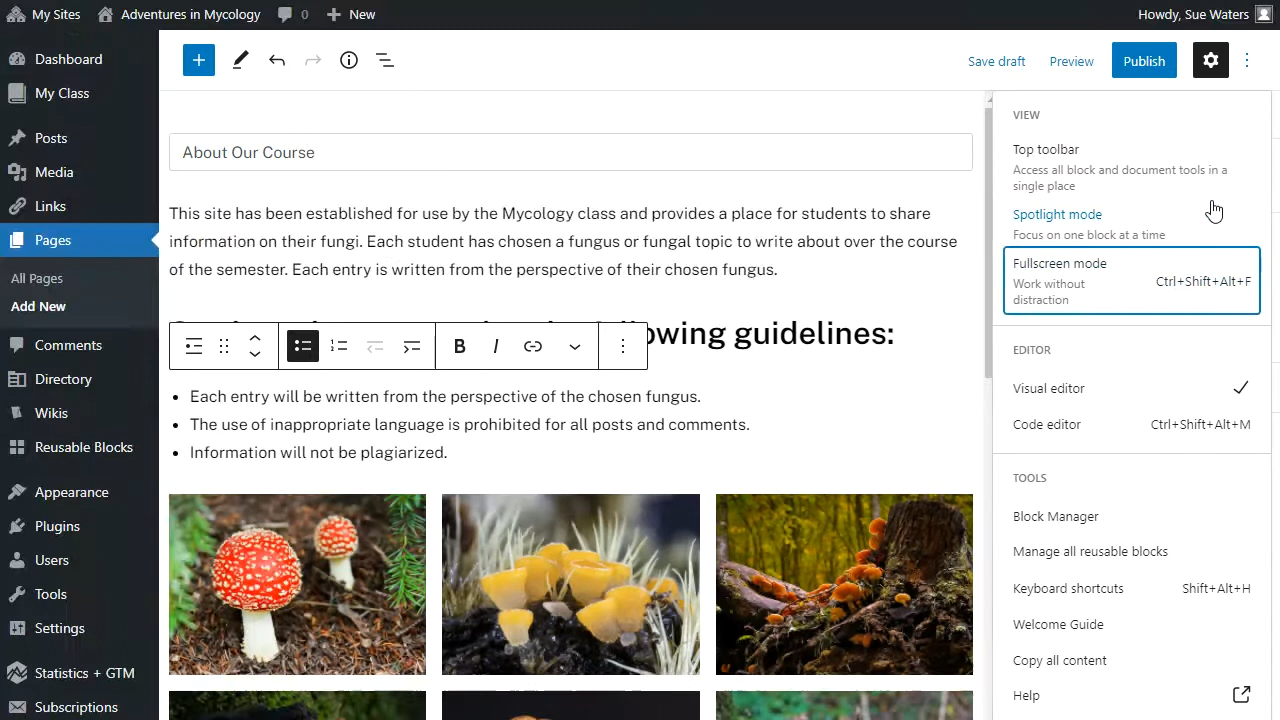 My Sites
Adventures in Mycology
0
New
Howdy, Sue Waters
Dashboard
My Class
Posts
Media
Links
Pages
All Pages
Add New
Comments
Directory
Wikis
Reusable Blocks
Appearance
Plugins
Users
Tools
Settings
Statistics + GTM
Subscriptions
Save draft
Preview
Publish
About Our Course
This site has been established for use by the Mycology class and provides a place for students to share
information on their fungi. Each student has chosen a fungus or fungal topic to write about over the course
of the semester. Each entry is written from the perspective of their chosen fungus.
guidelines:
B
I
• Each entry will be written from the perspective of the chosen fungus.
• The use of inappropriate language is prohibited for all posts and comments.
• Information will not be plagiarized.
VIEW
Top toolbar
Access all block and document tools in a
single place
Spotlight mode
Focus on one block at a time
Fullscreen mode
Work without
distraction
Ctrl+Shift+Alt+F
EDITOR
Visual editor
Code editor
Ctrl+Shift+Alt+M
TOOLS
Block Manager
Manage all reusable blocks
Keyboard shortcuts
Shift+Alt+H
Welcome Guide
Copy all content
Help